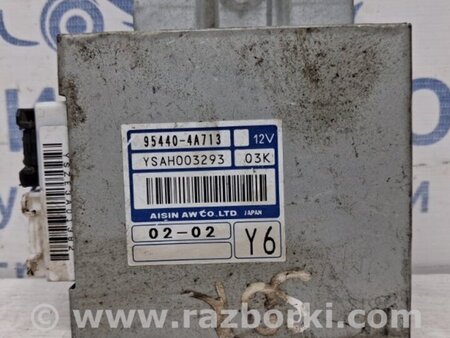 95440-4A713 12V
YSAH003293 03K
AISIN AW CO.,LTD JAPAN
02-02 Y6
www.razborki.com